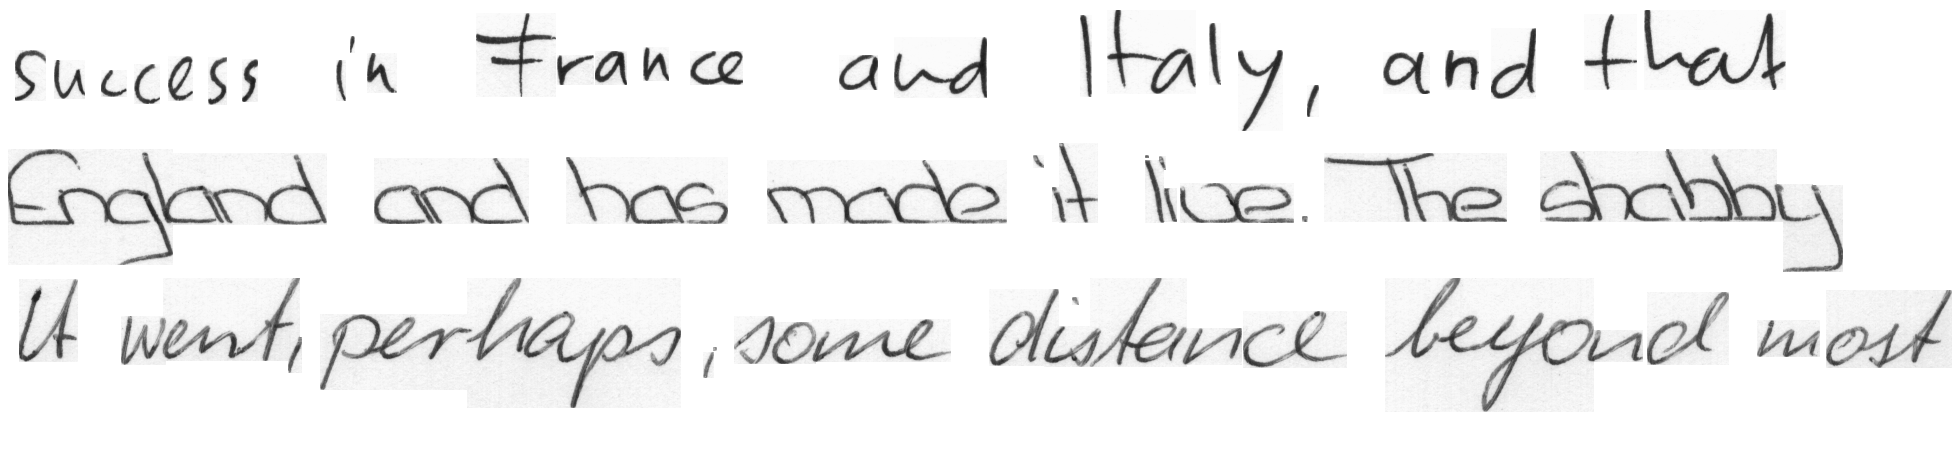 success in France and Italy, and that
England and has made it live. The shabby
It went, perhaps, some distance beyond most